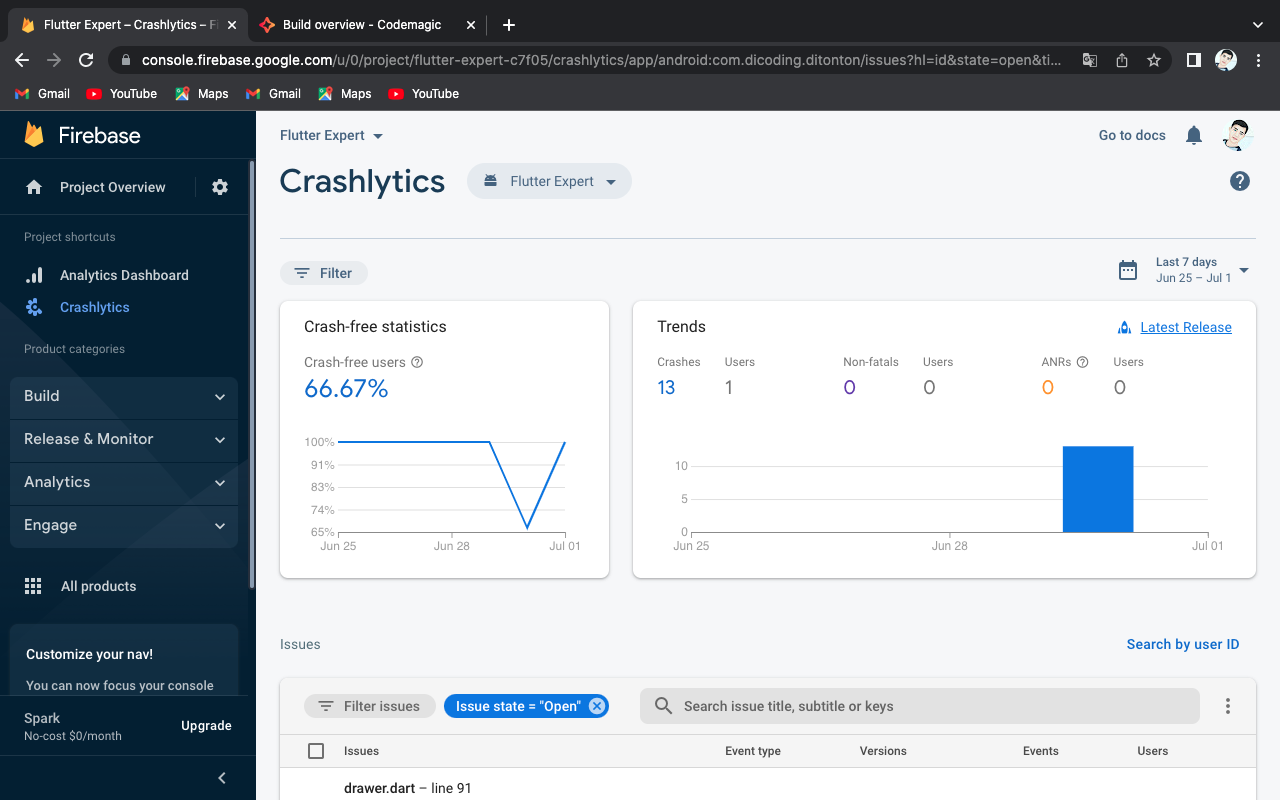 Flutter Expert – Crashlytics – Fi
Build overview - Codemagic
console.firebase.google.com/u/0/project/flutter-expert-c7f05/crashlytics/app/android:com.dicoding.ditonton/issues?hl=id&state=open&ti...
Gmail YouTube Maps Gmail Maps YouTube
Firebase
Project Overview
Project shortcuts
Analytics Dashboard
Crashlytics
Product categories
Build
Release & Monitor
Analytics
Engage
All products
Customize your nav!
You can now focus your console
Spark
No-cost $0/month
Upgrade
Flutter Expert
Go to docs
Crashlytics
Flutter Expert
Filter
Last 7 days
Jun 25 – Jul 1
Crash-free statistics
Crash-free users
66.67%
100%
91%
83%
74%
65%
Jun 25 Jun 28 Jul 01
Trends
Latest Release
Crashes Users Non-fatals Users ANRs Users
13 1 0 0 0 0
10
5
0
Jun 25 Jun 28 Jul 01
Issues
Search by user ID
Filter issues
Issue state = "Open"
Search issue title, subtitle or keys
Issues Event type Versions Events Users
drawer.dart – line 91